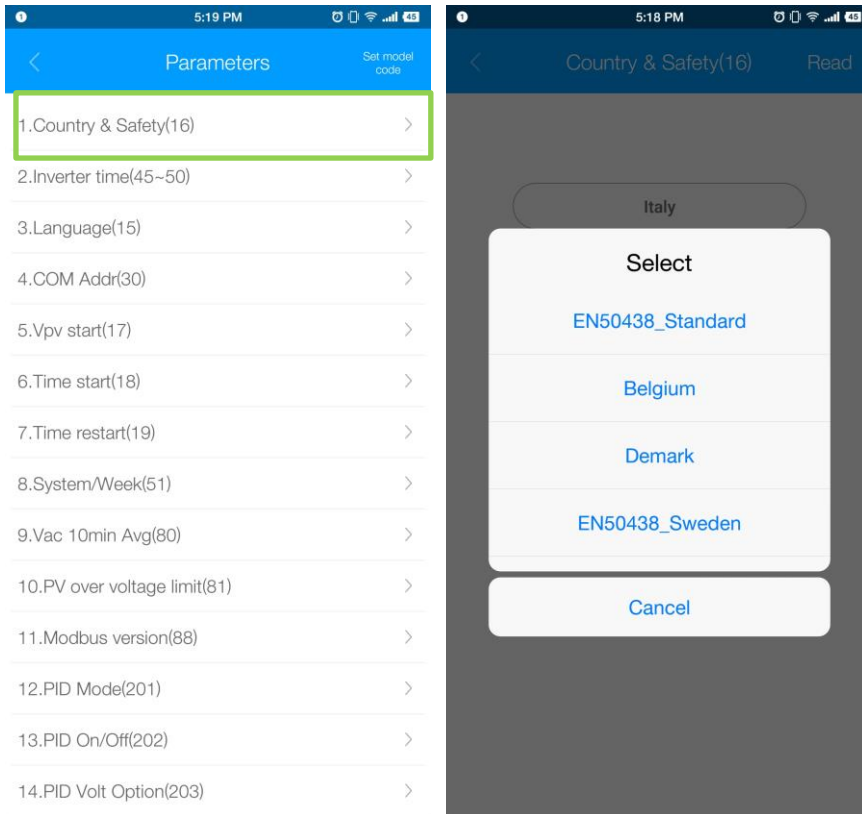 1
5:19 PM
45
Parameters
Set model
code
1.Country & Safety(16)
2.Inverter time(45~50)
3.Language(15)
4.COM Addr(30)
5.Vpv start(17)
6.Time start(18)
7.Time restart(19)
8.System/Week(51)
9.Vac 10min Avg(80)
10.PV over voltage limit(81)
11.Modbus version(88)
12.PID Mode(201)
13.PID On/Off(202)
14.PID Volt Option(203)
1
5:18 PM
45
Country & Safety(16)
Read
Italy
Select
EN50438_Standard
Belgium
Demark
EN50438_Sweden
Cancel